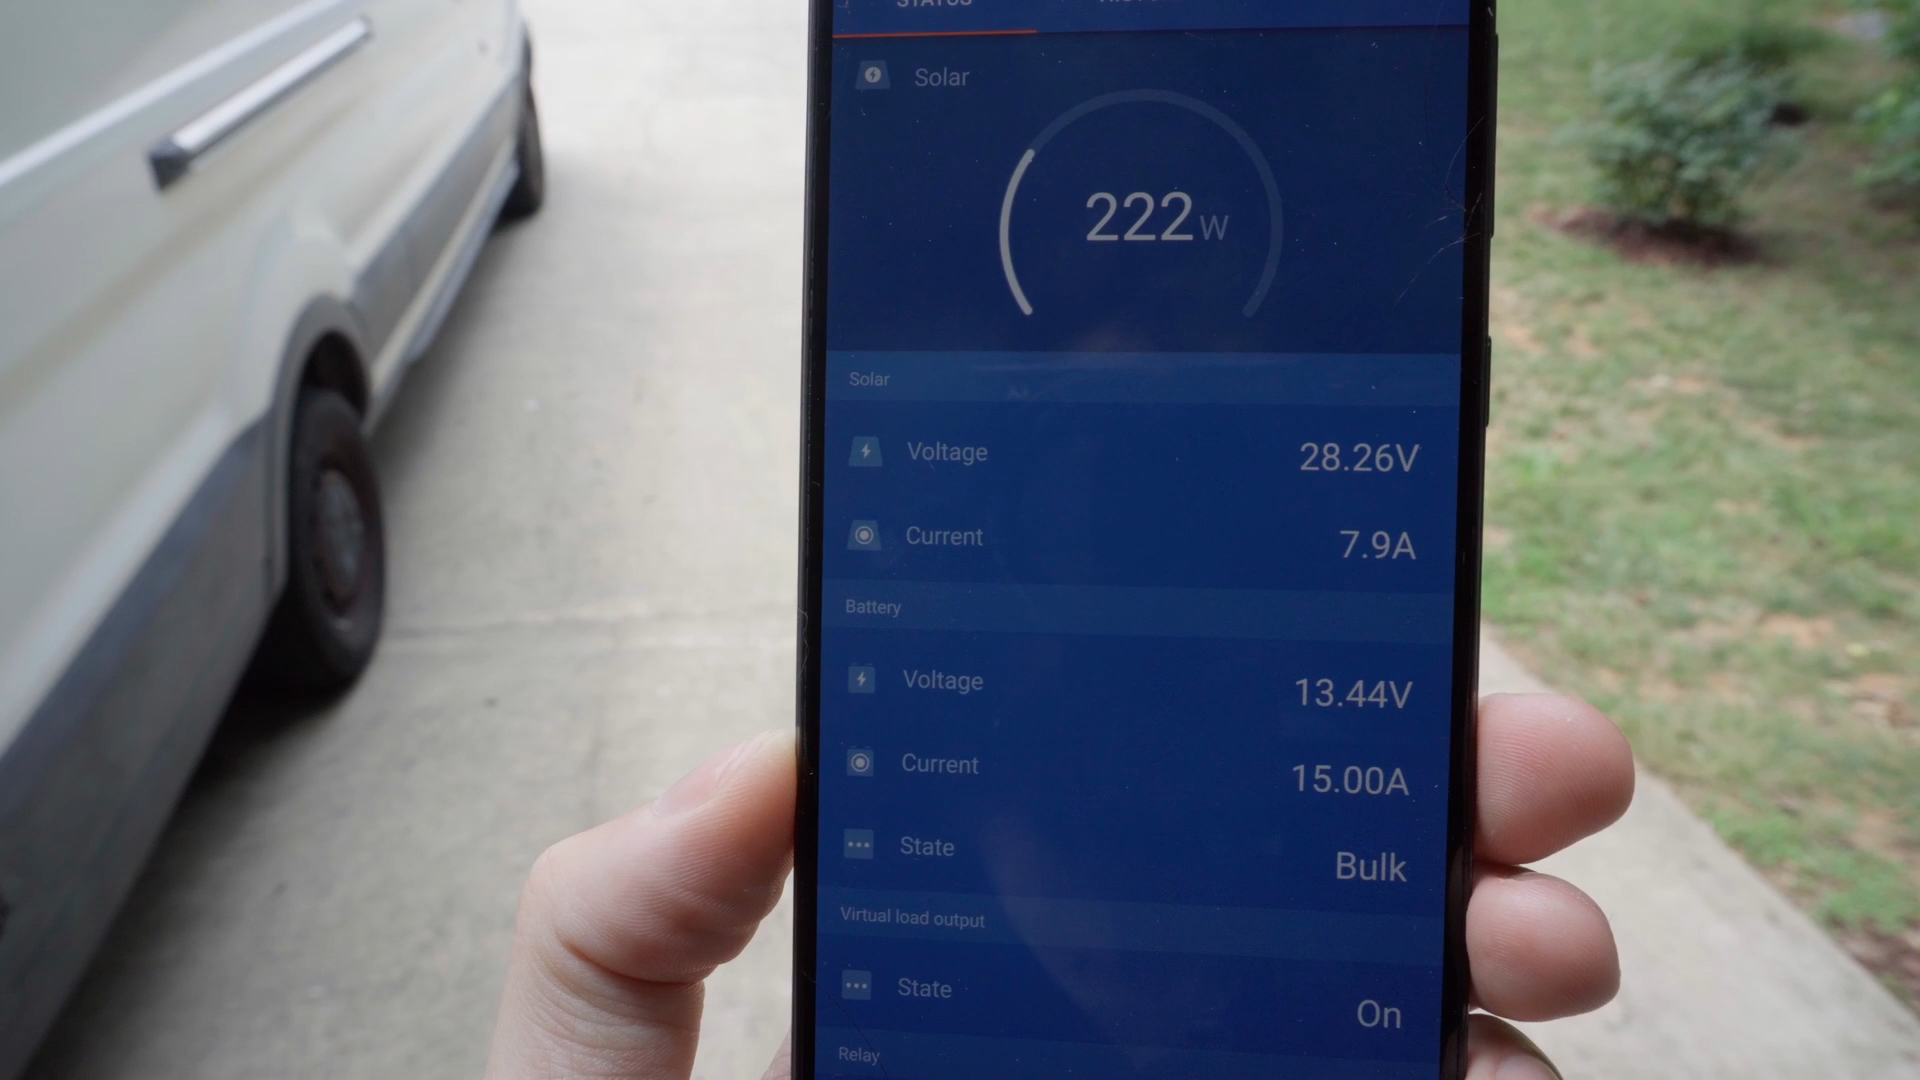 STATUS
Solar
222W
Solar
Voltage 28.26V
Current 7.9A
Battery
Voltage 13.44V
Current 15.00A
State Bulk
Virtual load output
State On
Relay